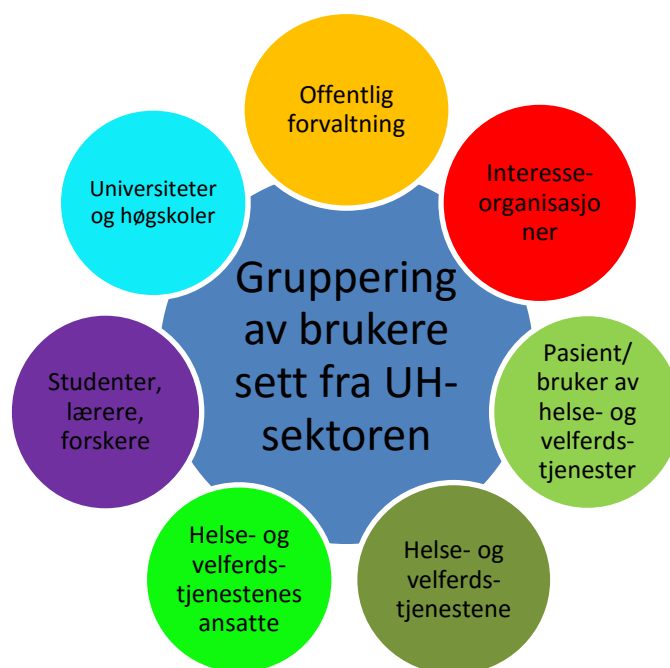 Offentlig
forvaltning
Interesse-
organisasjo
ner
Pasient/
bruker av
helse- og
velferds-
tjenester
Helse- og
velferds-
tjenestene
Helse- og
velferds-
tjenestenes
ansatte
Studenter,
lærere,
forskere
Universiteter
og høgskoler
Gruppering
av brukere
sett fra UH-
sektoren